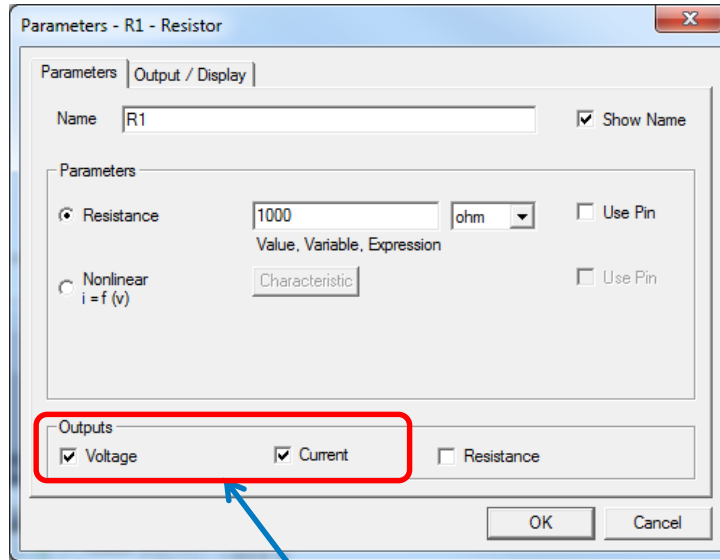 Parameters - R1 - Resistor
Parameters Output / Display
Name R1 Show Name
Parameters
Resistance 1000 ohm Use Pin
Value, Variable, Expression
Nonlinear Characteristic Use Pin
i = f (v)
Outputs
Voltage Current Resistance
OK Cancel